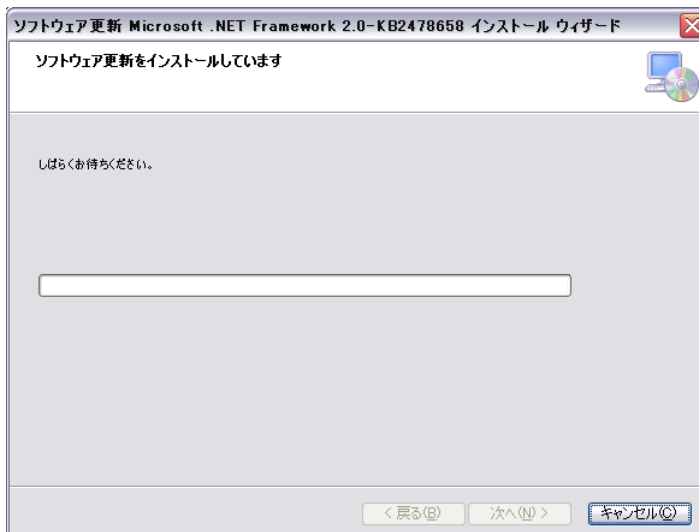 ソフトウェア更新 Microsoft .NET Framework 2.0-KB2478658 インストール ウィザード
ソフトウェア更新をインストールしています
しばらくお待ちください。
< 戻る(B)
次へ(N) >
キャンセル(C)